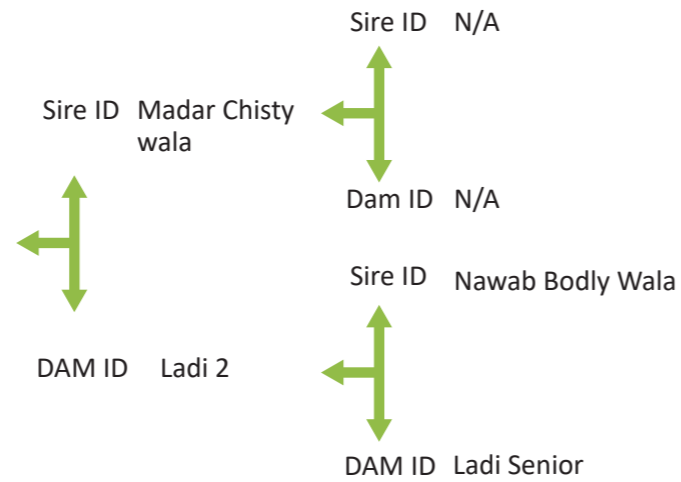 Sire ID N/A
Sire ID Madar Chisty
wala
Dam ID N/A
Sire ID Nawab Bodly Wala
DAM ID Ladi 2
DAM ID Ladi Senior